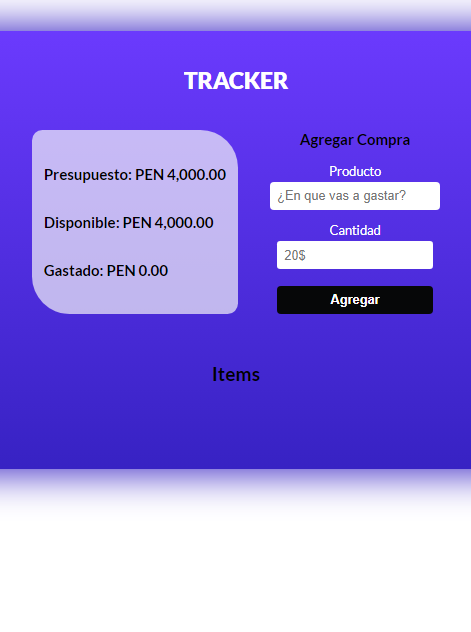 TRACKER
Presupuesto: PEN 4,000.00
Disponible: PEN 4,000.00
Gastado: PEN 0.00
Agregar Compra
Producto
¿En que vas a gastar?
Cantidad
20$
Agregar
Items